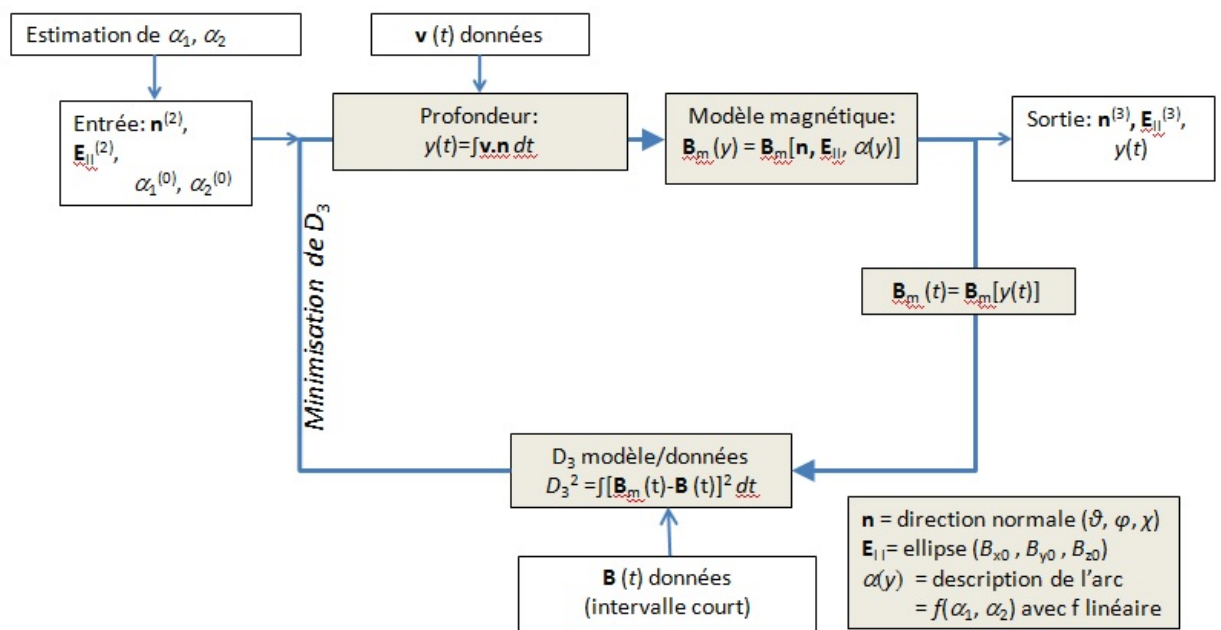 Estimation de α₁, α₂
v (t) données
Entrée: n⁽²⁾,
E||⁽²⁾,
α₁⁽⁰⁾, α₂⁽⁰⁾
Profondeur:
y(t)=∫v.n dt
Modèle magnétique:
Bm (y) = Bm[n, E||, α(y)]
Sortie: n⁽³⁾, E||⁽³⁾,
y(t)
Minimisation de D₃
Bm (t)= Bm[y(t)]
D₃ modèle/données
D₃² =∫[Bm (t)-B (t)]² dt
B (t) données
(intervalle court)
n = direction normale (ϑ, φ, χ)
E|| = ellipse (Bx0 , By0 , Bz0)
α(y) = description de l'arc
= f(α₁, α₂) avec f linéaire